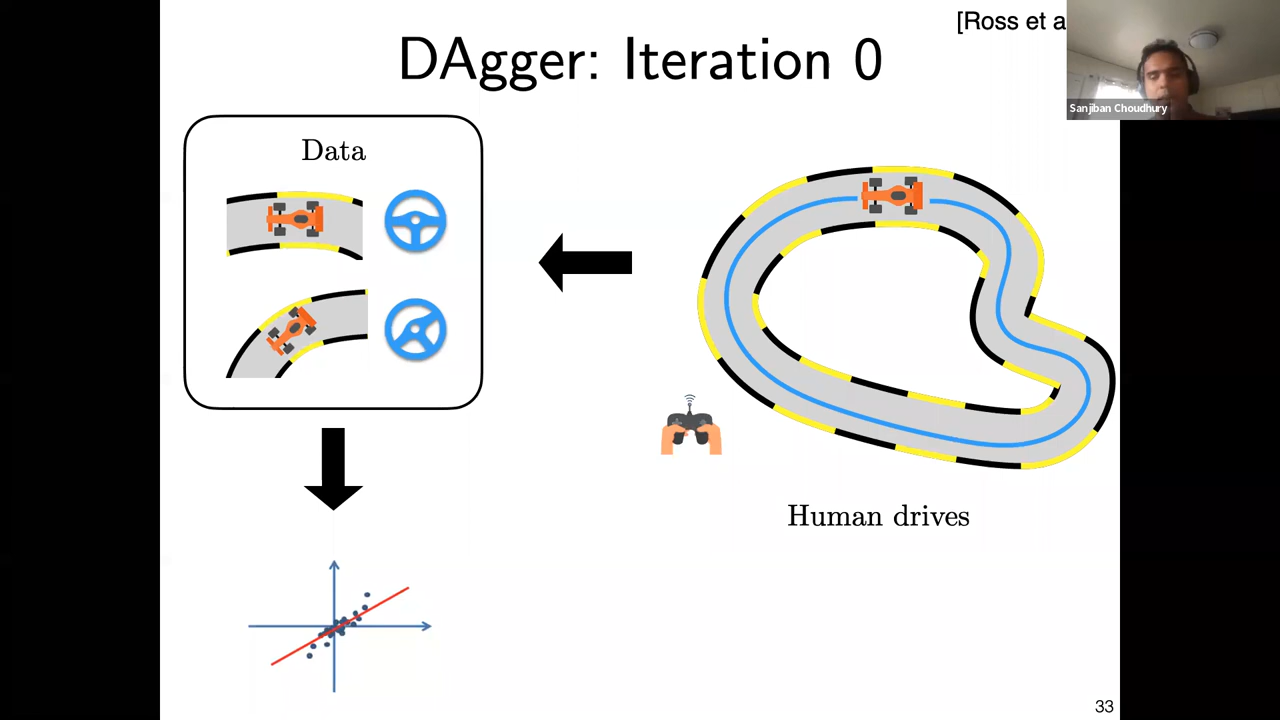 [Ross et a
DAgger: Iteration 0
Sanjiban Choudhury
Data
Human drives
33